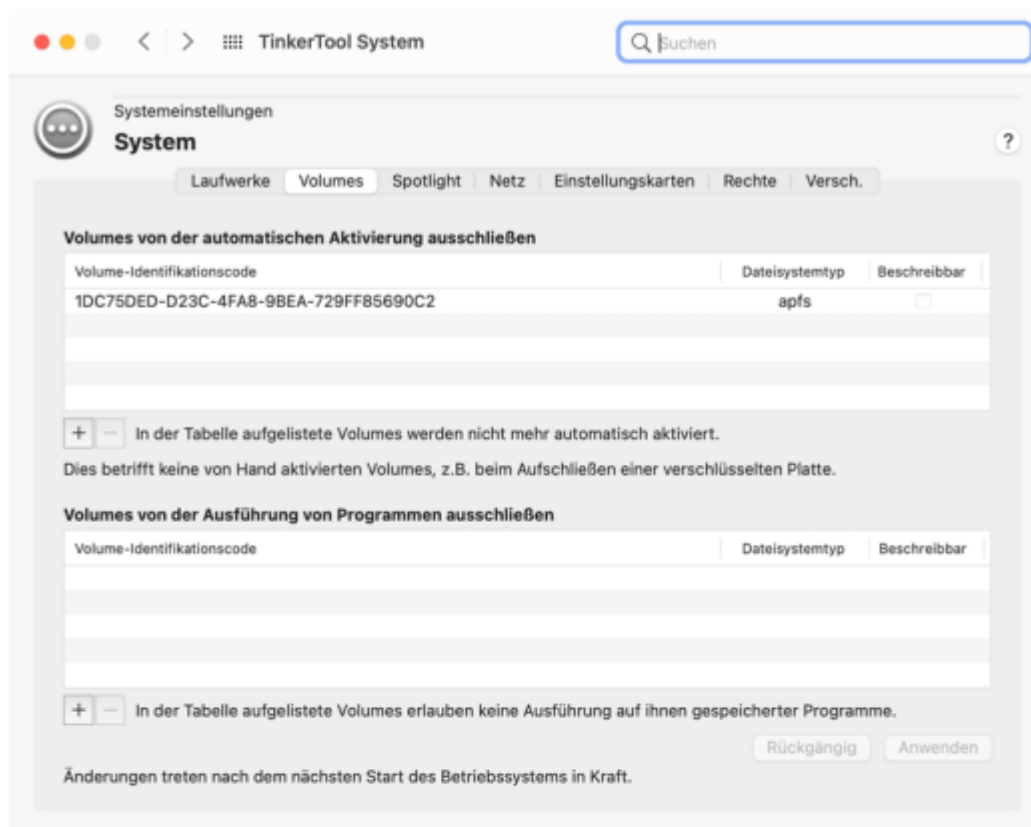 TinkerTool System
Suchen
Systemeinstellungen
System
?
Laufwerke Volumes Spotlight Netz Einstellungskarten Rechte Versch.
Volumes von der automatischen Aktivierung ausschließen
Volume-Identifikationscode Dateisystemtyp Beschreibbar
1DC75DED-D23C-4FA8-9BEA-729FF85690C2 apfs
+ − In der Tabelle aufgelistete Volumes werden nicht mehr automatisch aktiviert.
Dies betrifft keine von Hand aktivierten Volumes, z.B. beim Aufschließen einer verschlüsselten Platte.
Volumes von der Ausführung von Programmen ausschließen
Volume-Identifikationscode Dateisystemtyp Beschreibbar
+ − In der Tabelle aufgelistete Volumes erlauben keine Ausführung auf ihnen gespeicherter Programme.
Rückgängig Anwenden
Änderungen treten nach dem nächsten Start des Betriebssystems in Kraft.